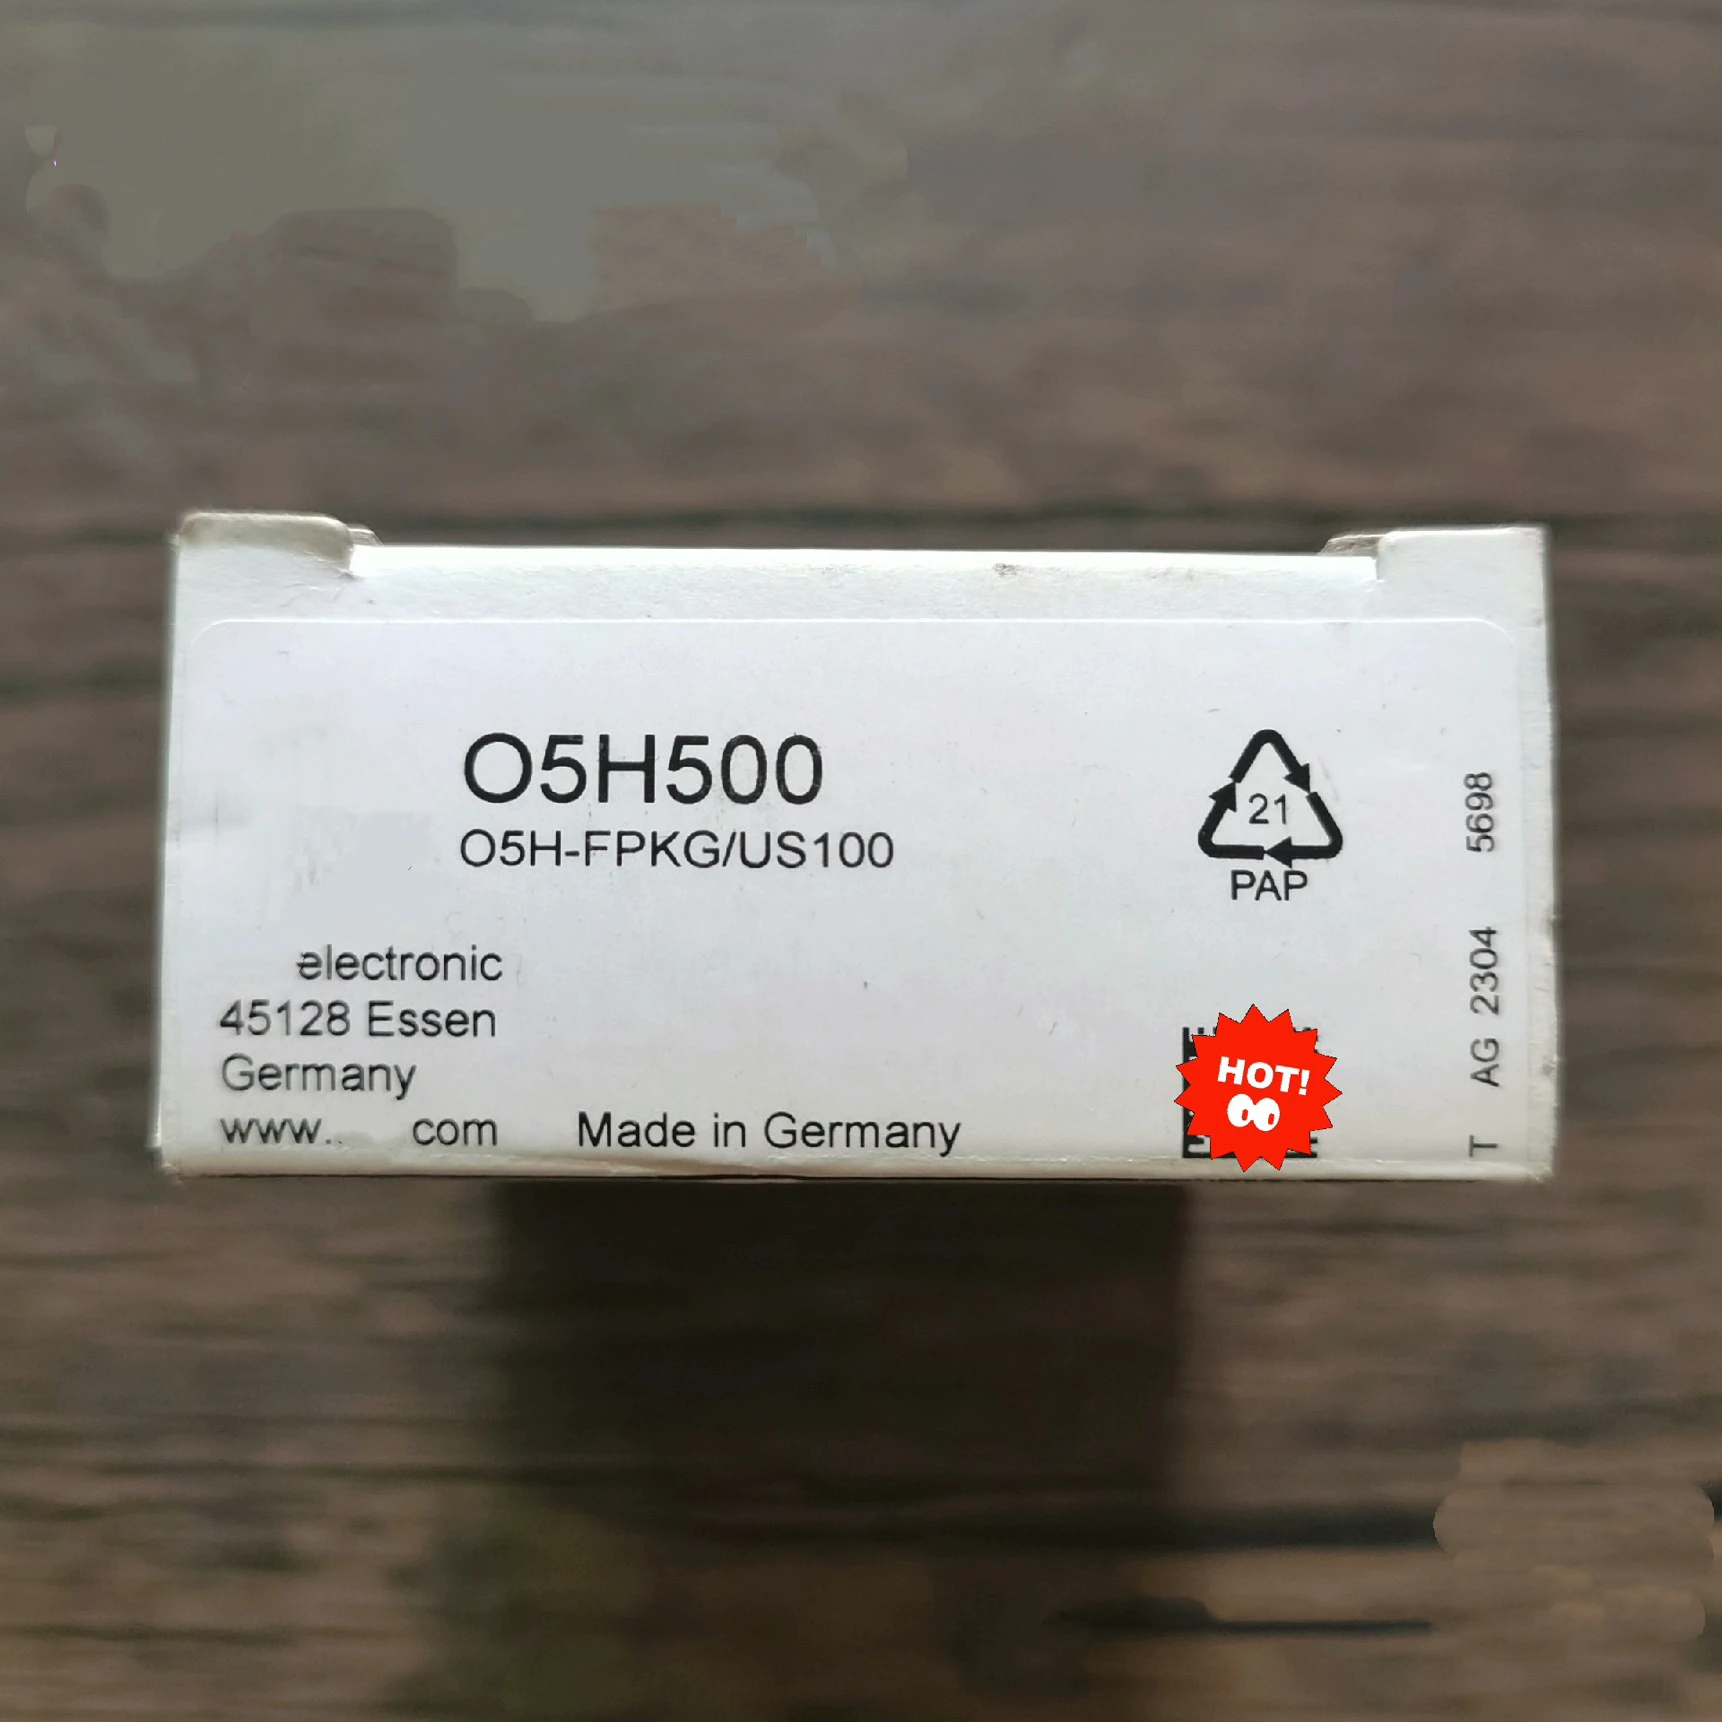 O5H500
O5H-FPKG/US100
21
PAP
electronic
45128 Essen
Germany
www.. com
Made in Germany
HOT!
T AG 2304 5698